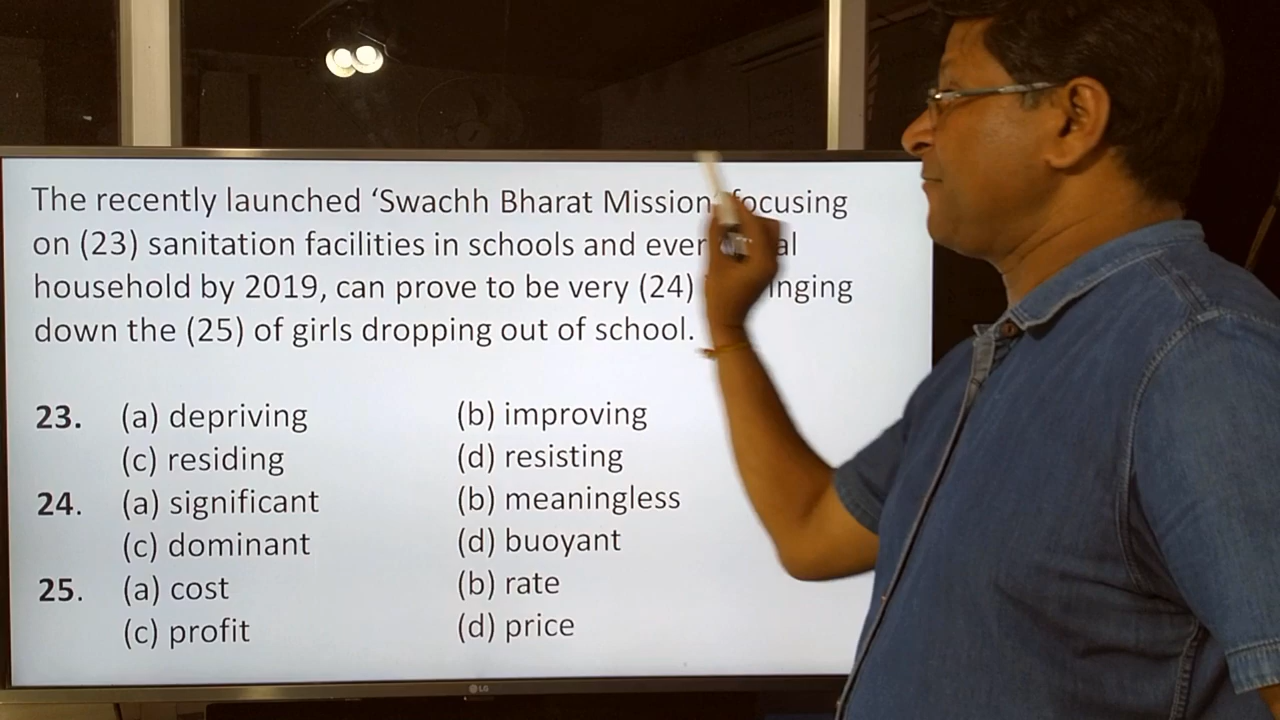 The recently launched ‘Swachh Bharat Mission focusing
on (23) sanitation facilities in schools and
household by 2019, can prove to be very (24)
down the (25) of girls dropping out of school.
23. (a) depriving (b) improving
(c) residing (d) resisting
24. (a) significant (b) meaningless
(c) dominant (d) buoyant
25. (a) cost (b) rate
(c) profit (d) price
LG